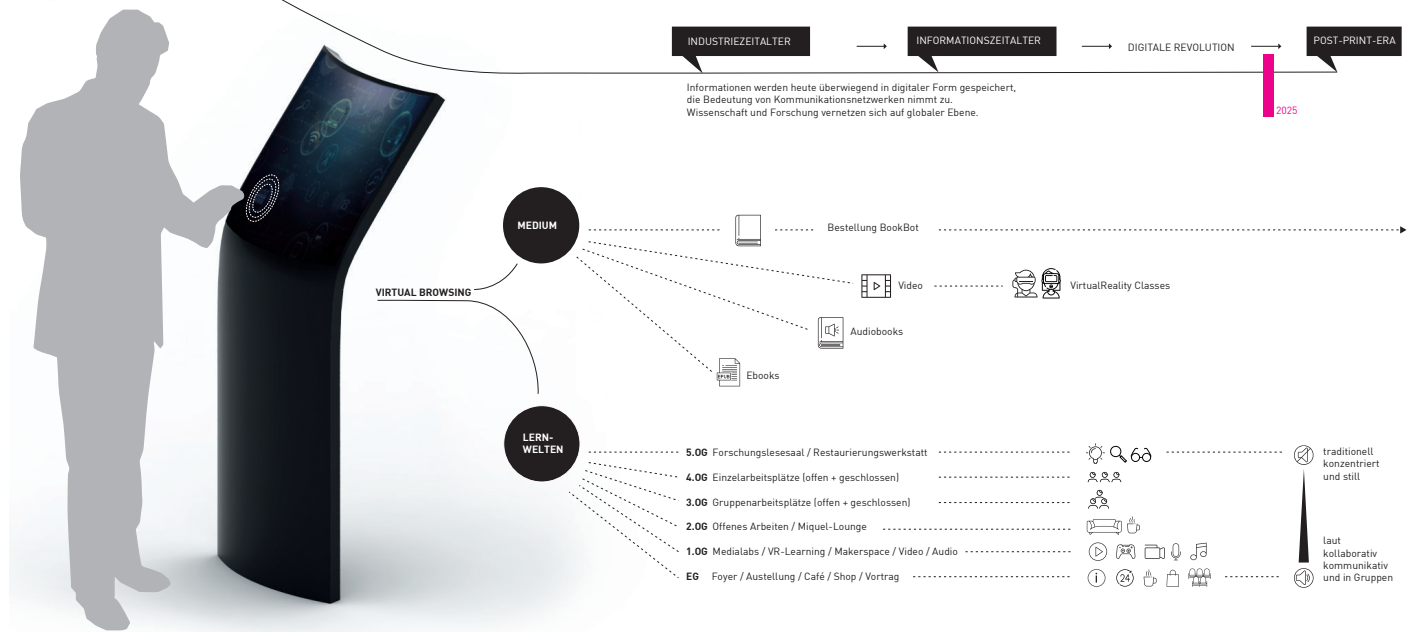 INDUSTRIEZEITALTER
INFORMATIONSZEITALTER
DIGITALE REVOLUTION
POST-PRINT-ERA
Informationen werden heute überwiegend in digitaler Form gespeichert,
die Bedeutung von Kommunikationsnetzwerken nimmt zu.
Wissenschaft und Forschung vernetzen sich auf globaler Ebene.
2025
VIRTUAL BROWSING
MEDIUM
Bestellung BookBot
Video
VirtualReality Classes
Audiobooks
EPUB
Ebooks
LERN-
WELTEN
5.OG Forschungslesesaal / Restaurierungswerkstatt
4.OG Einzelarbeitsplätze (offen + geschlossen)
3.OG Gruppenarbeitsplätze (offen + geschlossen)
2.OG Offenes Arbeiten / Miquel-Lounge
1.OG Medialabs / VR-Learning / Makerspace / Video / Audio
EG Foyer / Austellung / Café / Shop / Vortrag
i
24
traditionell
konzentriert
und still
laut
kollaborativ
kommunikativ
und in Gruppen